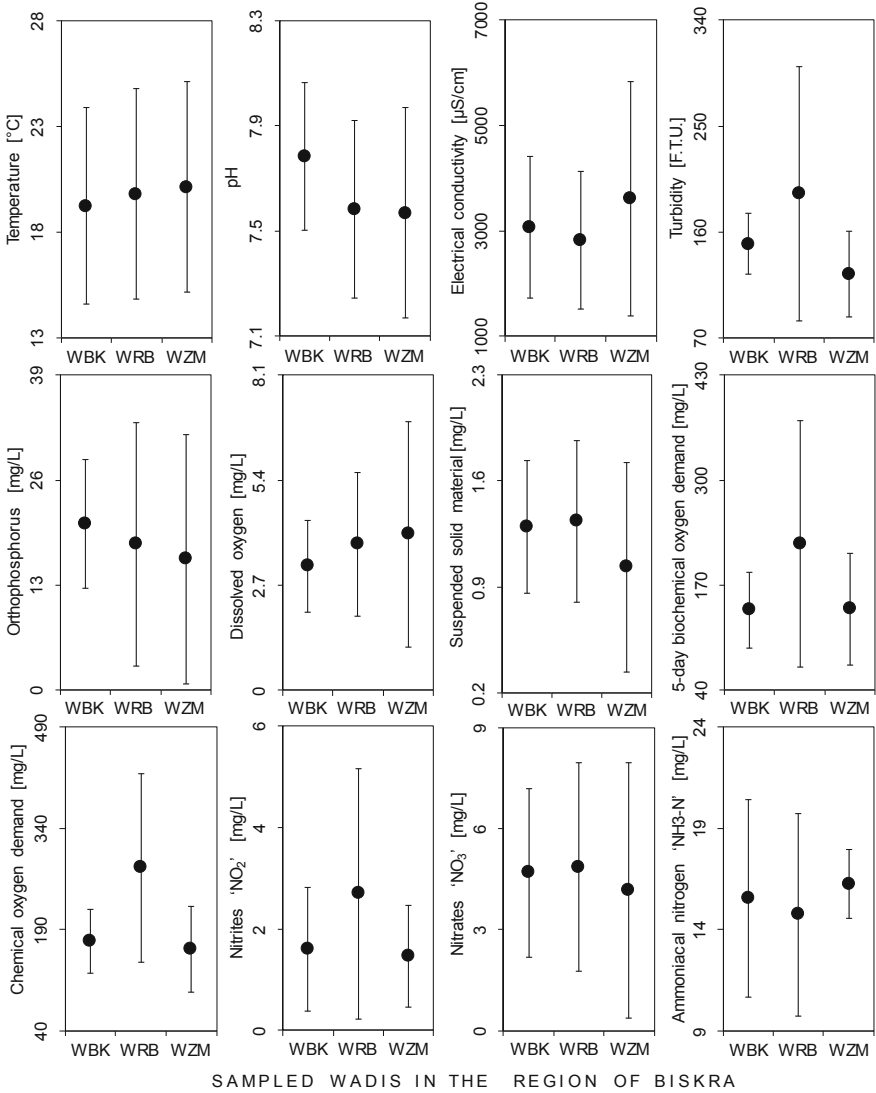 Temperature [°C]
28
23
18
13
WBK WRB WZM
pH
8.3
7.9
7.5
7.1
WBK WRB WZM
Electrical conductivity [µS/cm]
7000
5000
3000
1000
WBK WRB WZM
Turbidity [F.T.U.]
340
250
160
70
WBK WRB WZM
Orthophosphorus [mg/L]
39
26
13
0
WBK WRB WZM
Dissolved oxygen [mg/L]
8.1
5.4
2.7
0
WBK WRB WZM
Suspended solid material [mg/L]
2.3
1.6
0.9
0.2
WBK WRB WZM
5-day biochemical oxygen demand [mg/L]
430
300
170
40
WBK WRB WZM
Chemical oxygen demand [mg/L]
490
340
190
40
WBK WRB WZM
Nitrites ‘NO₂’ [mg/L]
6
4
2
0
WBK WRB WZM
Nitrates ‘NO₃’ [mg/L]
9
6
3
0
WBK WRB WZM
Ammoniacal nitrogen ‘NH3-N’ [mg/L]
24
19
14
9
WBK WRB WZM
SAMPLED WADIS IN THE REGION OF BISKRA